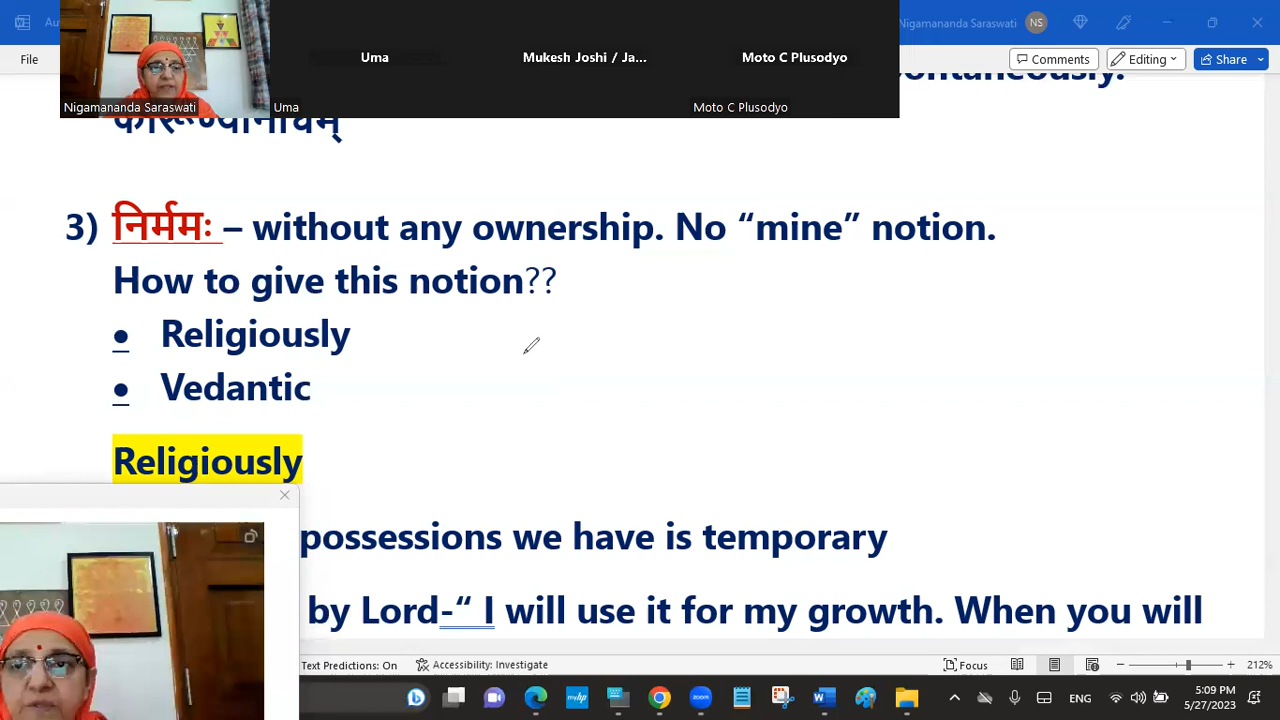 Nigamananda Saraswati NS
Uma
Mukesh Joshi / Ja...
Moto C Plusodyo
File
Comments
Editing
Share
Nigamananda Saraswati
Uma
Moto C Plusodyo
3) निर्ममः – without any ownership. No “mine” notion.
How to give this notion??
• Religiously
• Vedantic
Religiously
possessions we have is temporary
by Lord-“ I will use it for my growth. When you will
Text Predictions: On
Accessibility: Investigate
Focus
212%
myhp
zoom
ENG
5:09 PM
5/27/2023